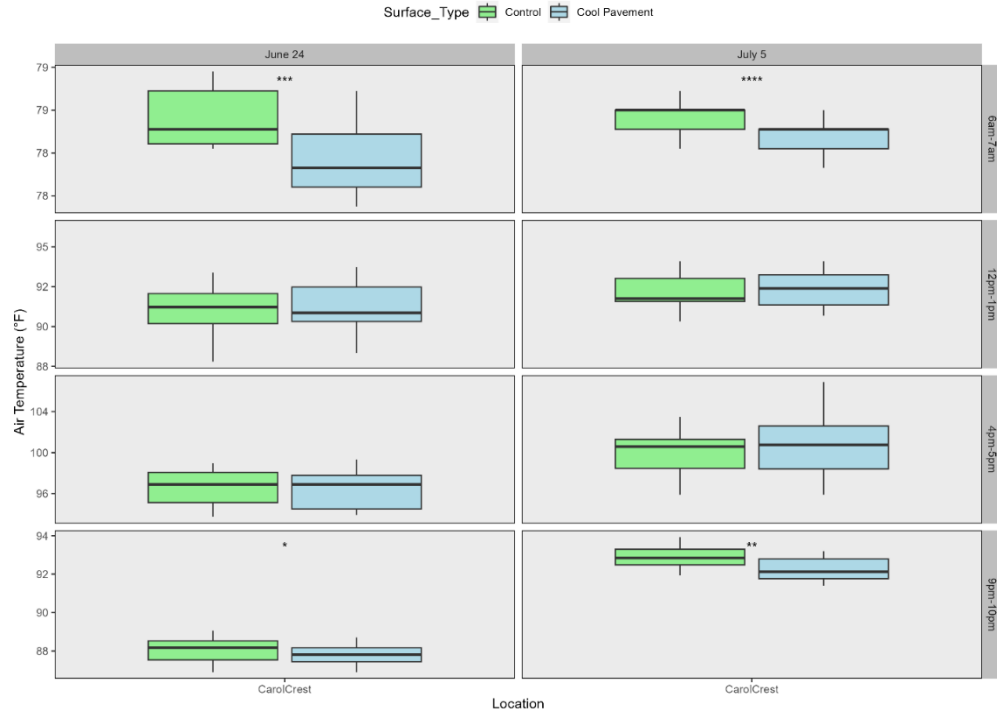 Surface_Type Control Cool Pavement
June 24 July 5
79
79
78
78
*** ****
6am-7am
95
92
90
88
12pm-1pm
104
100
96
4pm-5pm
94
92
90
88
* **
9pm-10pm
Air Temperature (°F)
CarolCrest CarolCrest
Location